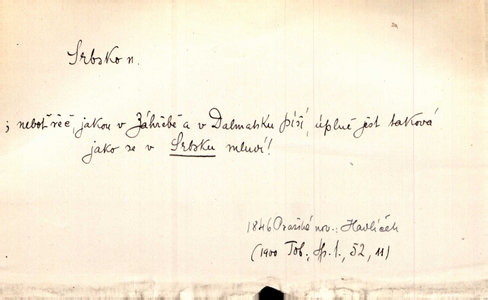 Srbsko n.
; neboť řeč, jakou v Záhřebě a v Dalmatsku píší, úplně jest taková
jako se v Srbsku mluví!
1846 Pražské nov.: Havlíček
(1900 Tob., Sp. 1, 52, 11)